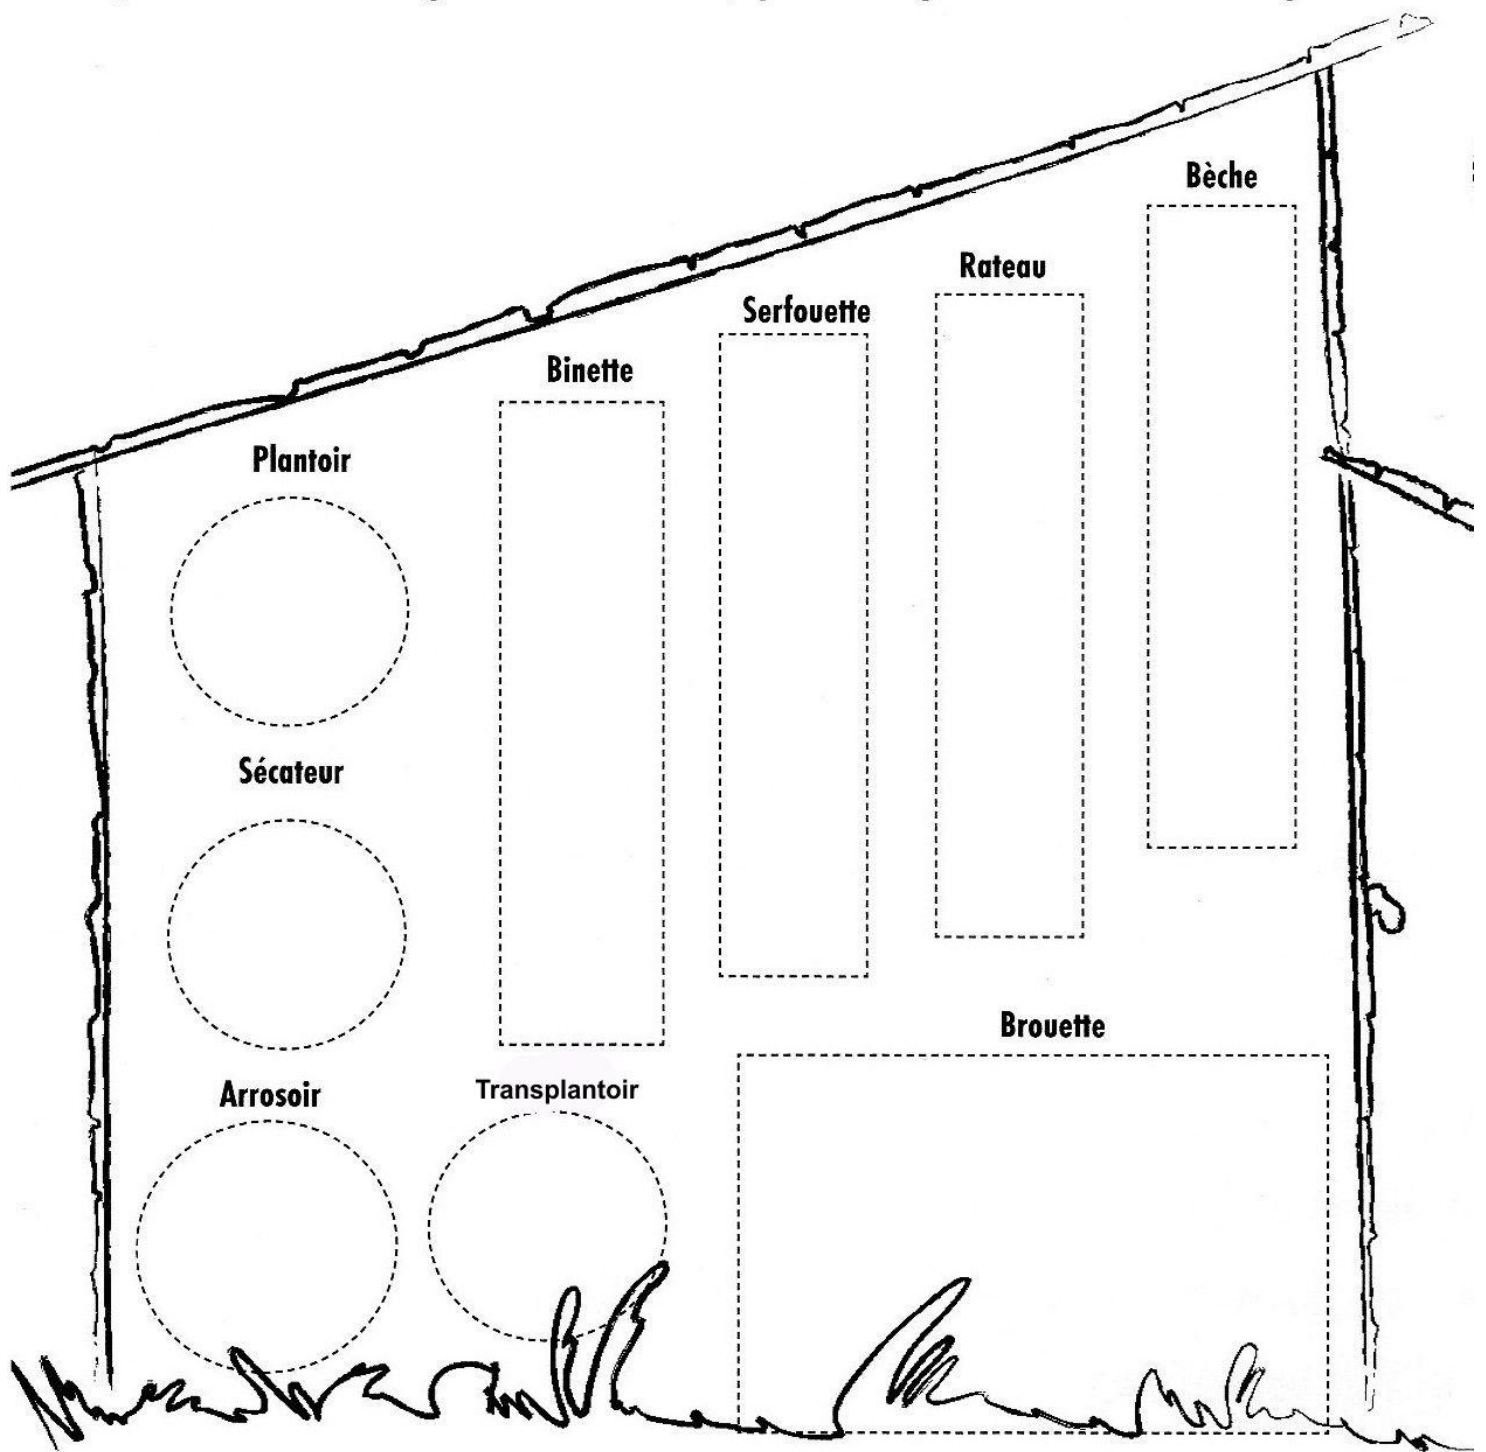 Bèche
Rateau
Serfouette
Binette
Plantoir
Sécateur
Brouette
Transplantoir
Arrosoir